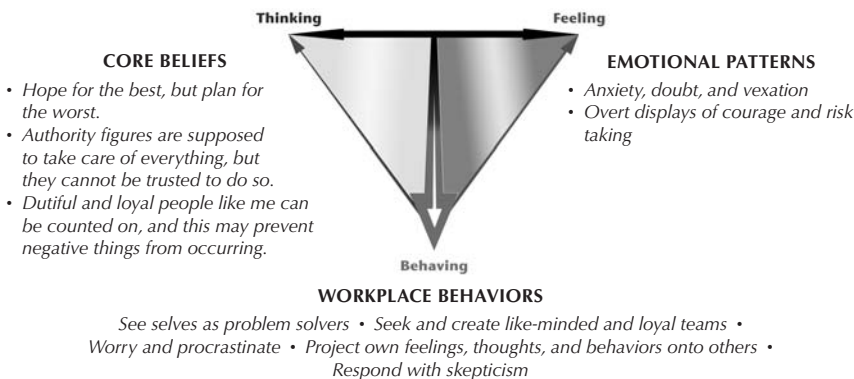 Thinking
Feeling
CORE BELIEFS
• Hope for the best, but plan for
the worst.
• Authority figures are supposed
to take care of everything, but
they cannot be trusted to do so.
• Dutiful and loyal people like me can
be counted on, and this may prevent
negative things from occurring.
EMOTIONAL PATTERNS
• Anxiety, doubt, and vexation
• Overt displays of courage and risk
taking
Behaving
WORKPLACE BEHAVIORS
See selves as problem solvers • Seek and create like-minded and loyal teams •
Worry and procrastinate • Project own feelings, thoughts, and behaviors onto others •
Respond with skepticism